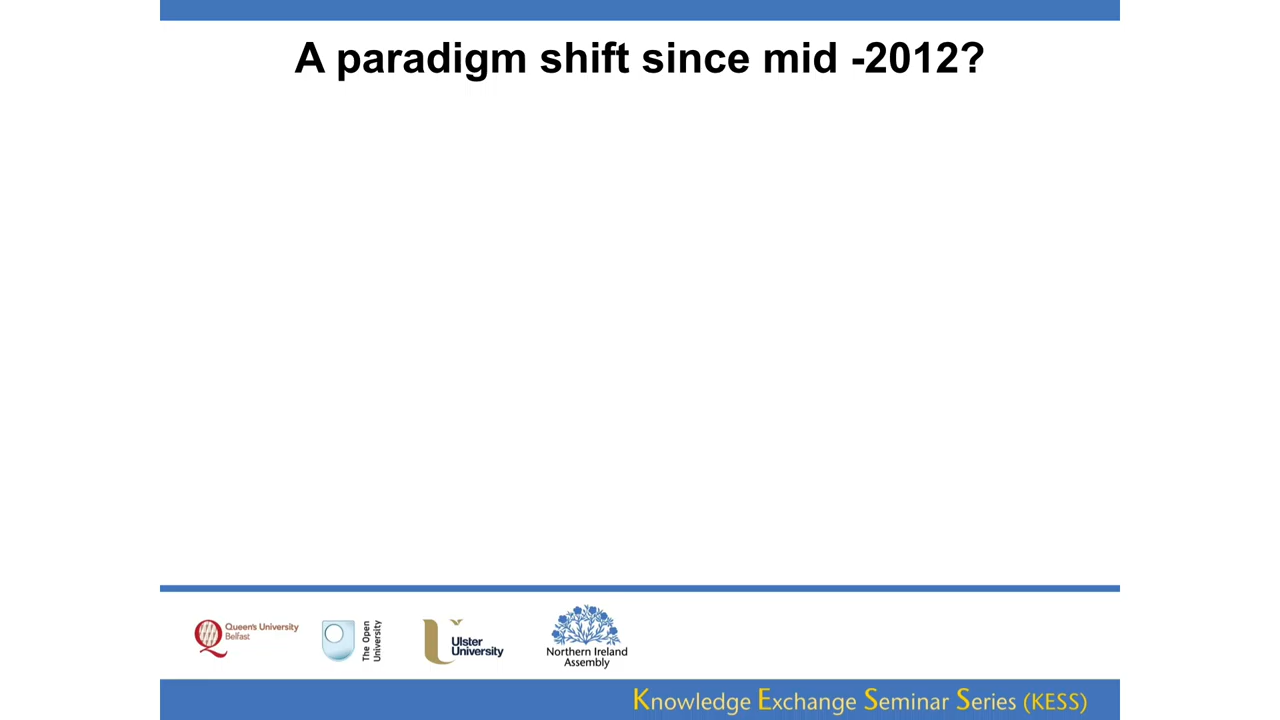 A paradigm shift since mid -2012?
Queen's University
Belfast
The Open
University
Ulster
University
Northern Ireland
Assembly
Knowledge Exchange Seminar Series (KESS)